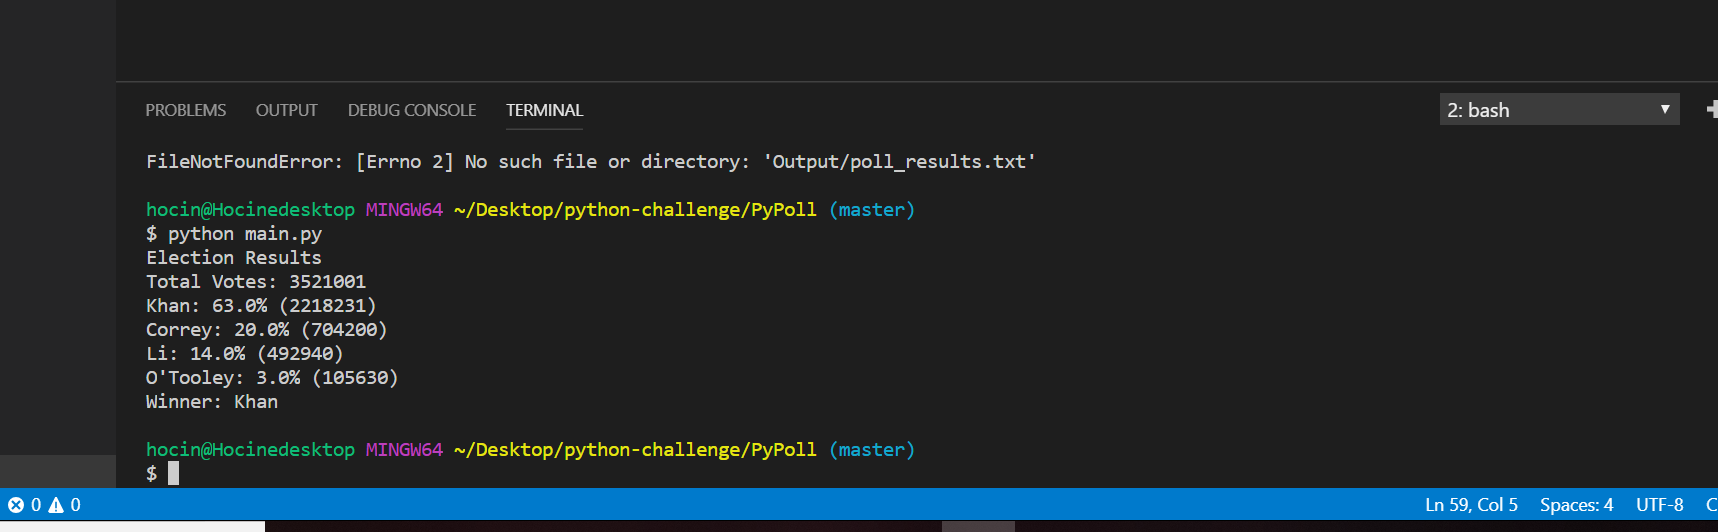 PROBLEMS OUTPUT DEBUG CONSOLE TERMINAL 2: bash
FileNotFoundError: [Errno 2] No such file or directory: 'Output/poll_results.txt'
hocin@Hocinedesktop MINGW64 ~/Desktop/python-challenge/PyPoll (master)
$ python main.py
Election Results
Total Votes: 3521001
Khan: 63.0% (2218231)
Correy: 20.0% (704200)
Li: 14.0% (492940)
O'Tooley: 3.0% (105630)
Winner: Khan
hocin@Hocinedesktop MINGW64 ~/Desktop/python-challenge/PyPoll (master)
$
0 0 Ln 59, Col 5 Spaces: 4 UTF-8 C